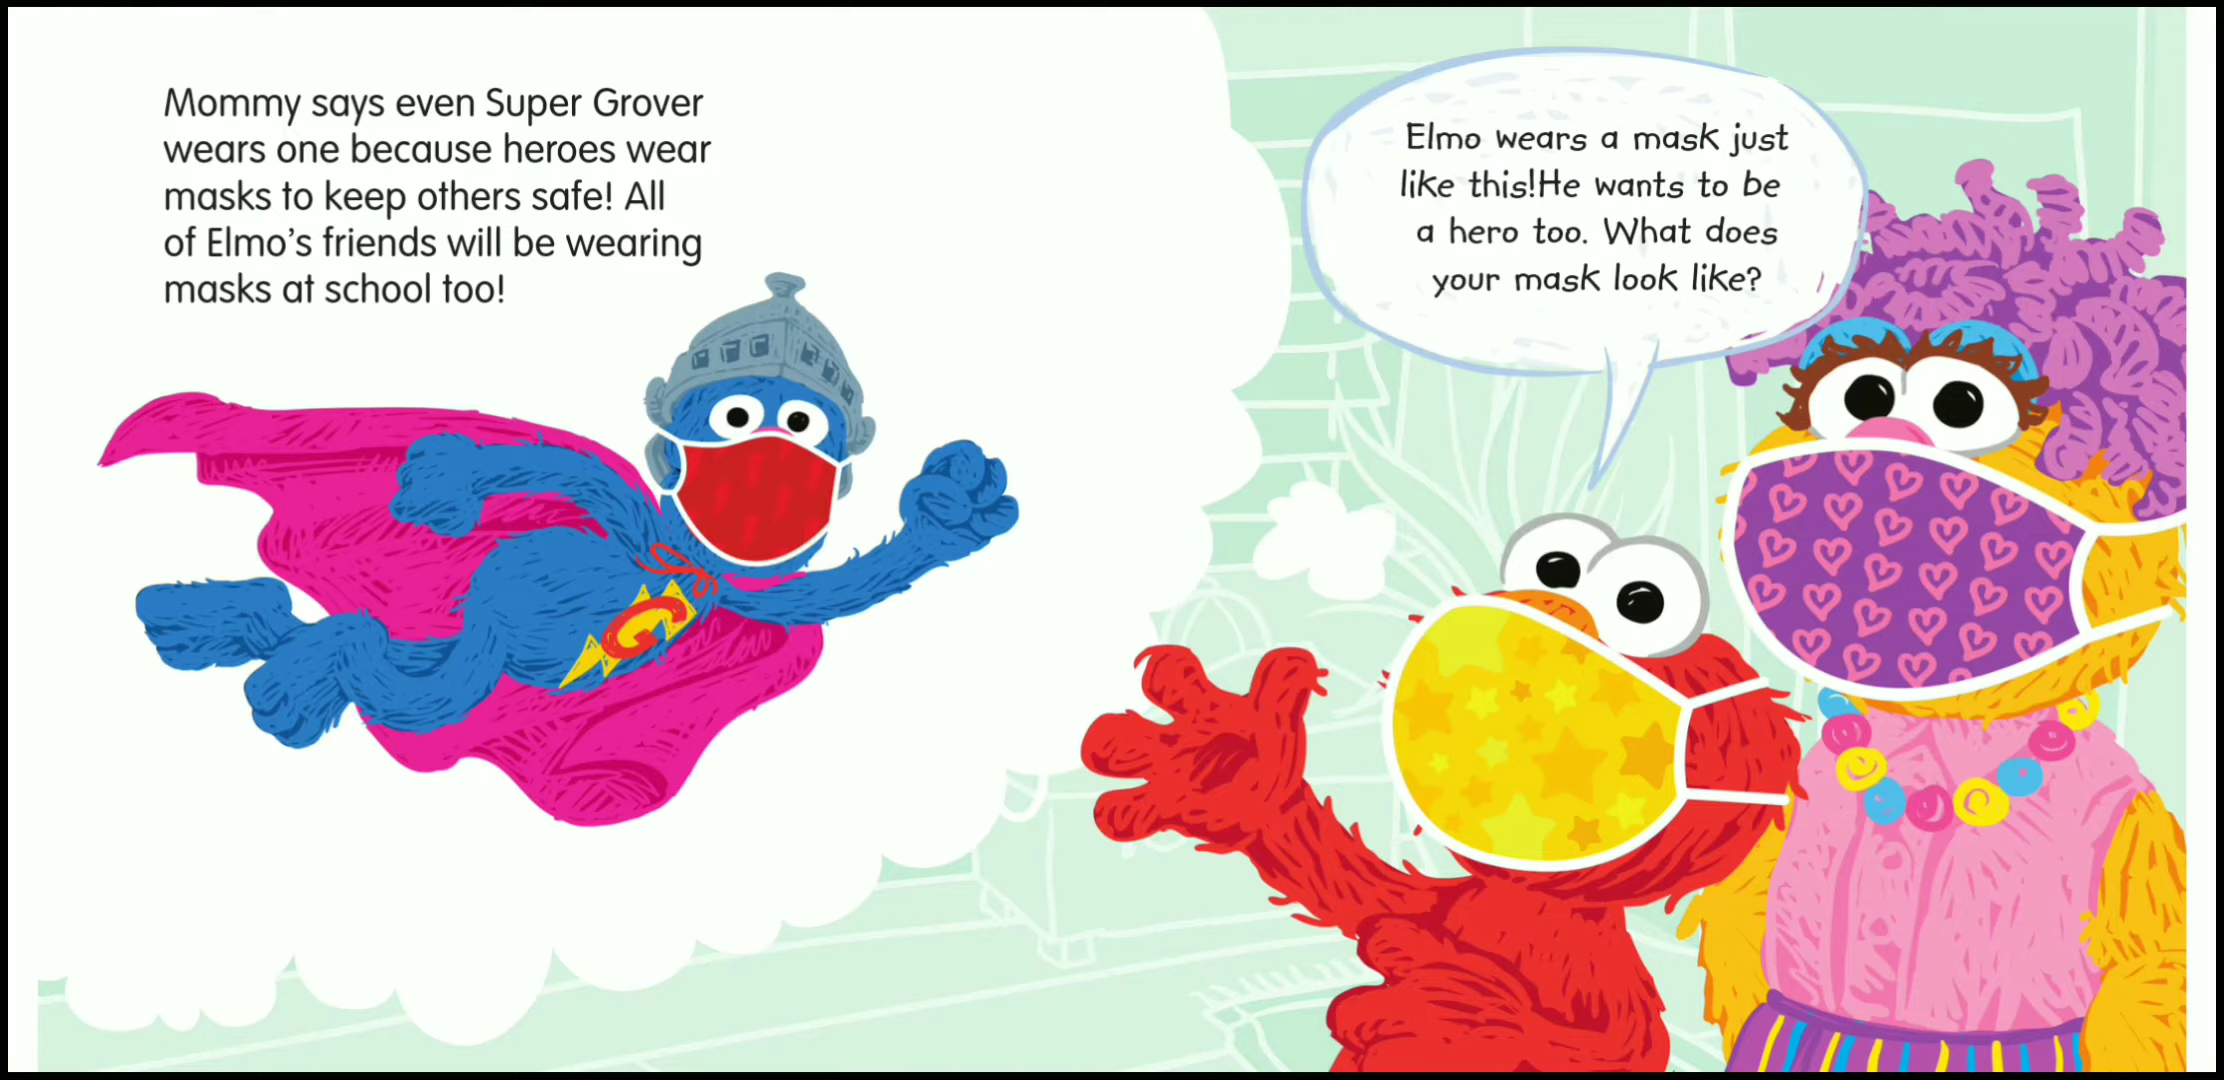 Mommy says even Super Grover
wears one because heroes wear
masks to keep others safe! All
of Elmo’s friends will be wearing
masks at school too!
G
Elmo wears a mask just
like this!He wants to be
a hero too. What does
your mask look like?